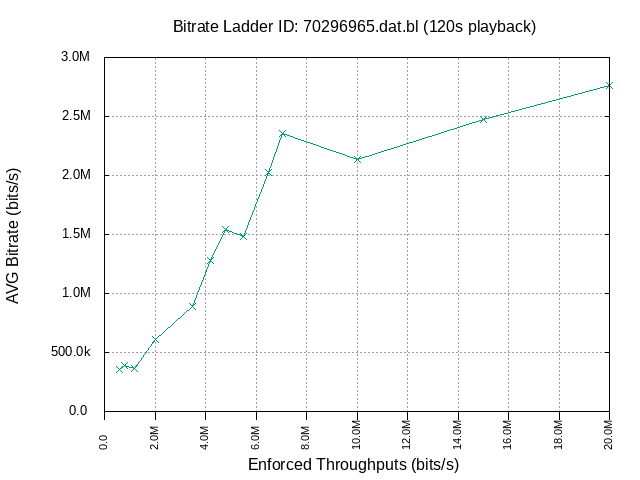 Bitrate Ladder ID: 70296965.dat.bl (120s playback)
3.0M
2.5M
2.0M
1.5M
1.0M
500.0k
0.0
AVG Bitrate (bits/s)
0.0 2.0M 4.0M 6.0M 8.0M 10.0M 12.0M 14.0M 16.0M 18.0M 20.0M
Enforced Throughputs (bits/s)